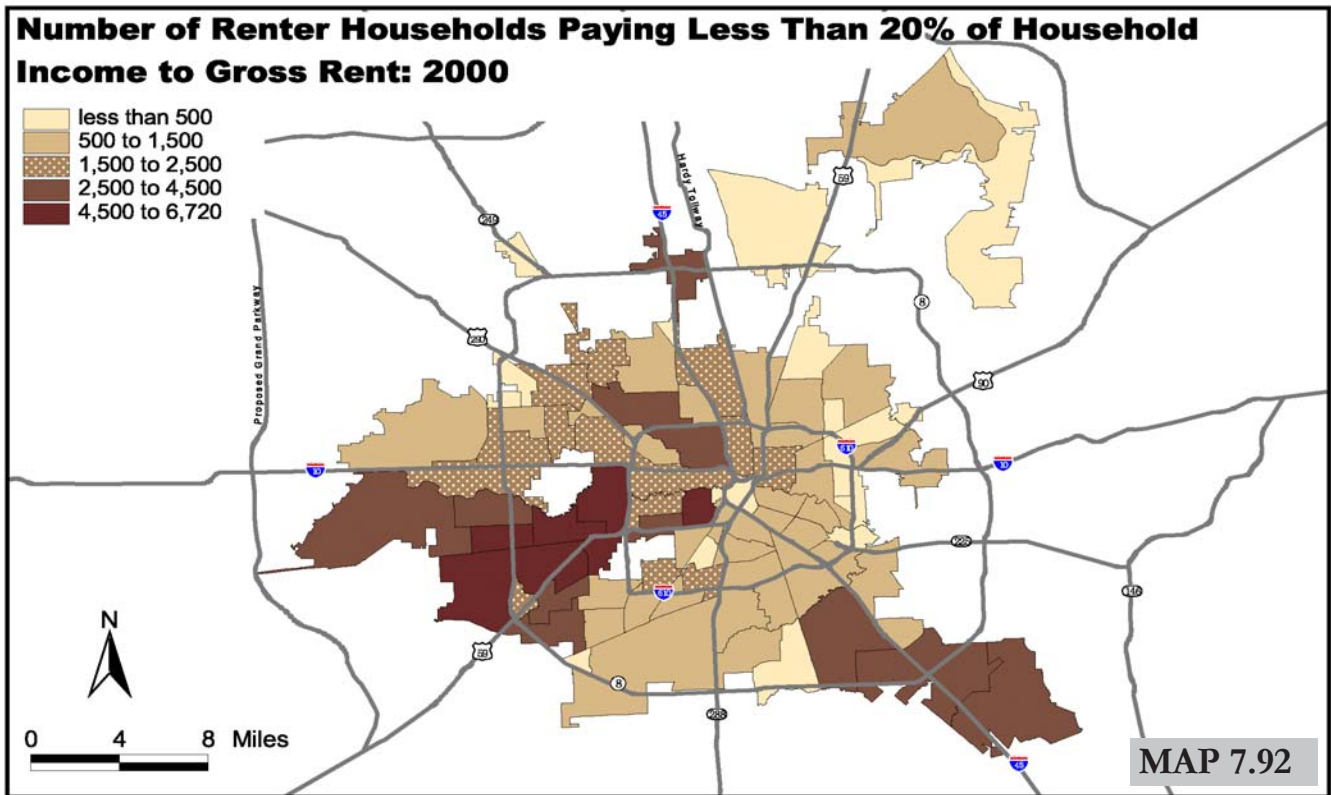 Number of Renter Households Paying Less Than 20% of Household
Income to Gross Rent: 2000
less than 500
500 to 1,500
1,500 to 2,500
2,500 to 4,500
4,500 to 6,720
Hardy Tollway
59
45
249
8
Proposed Grand Parkway
290
90
610
10
10
225
146
610
N
59
8
288
0 4 8 Miles
45
MAP 7.92